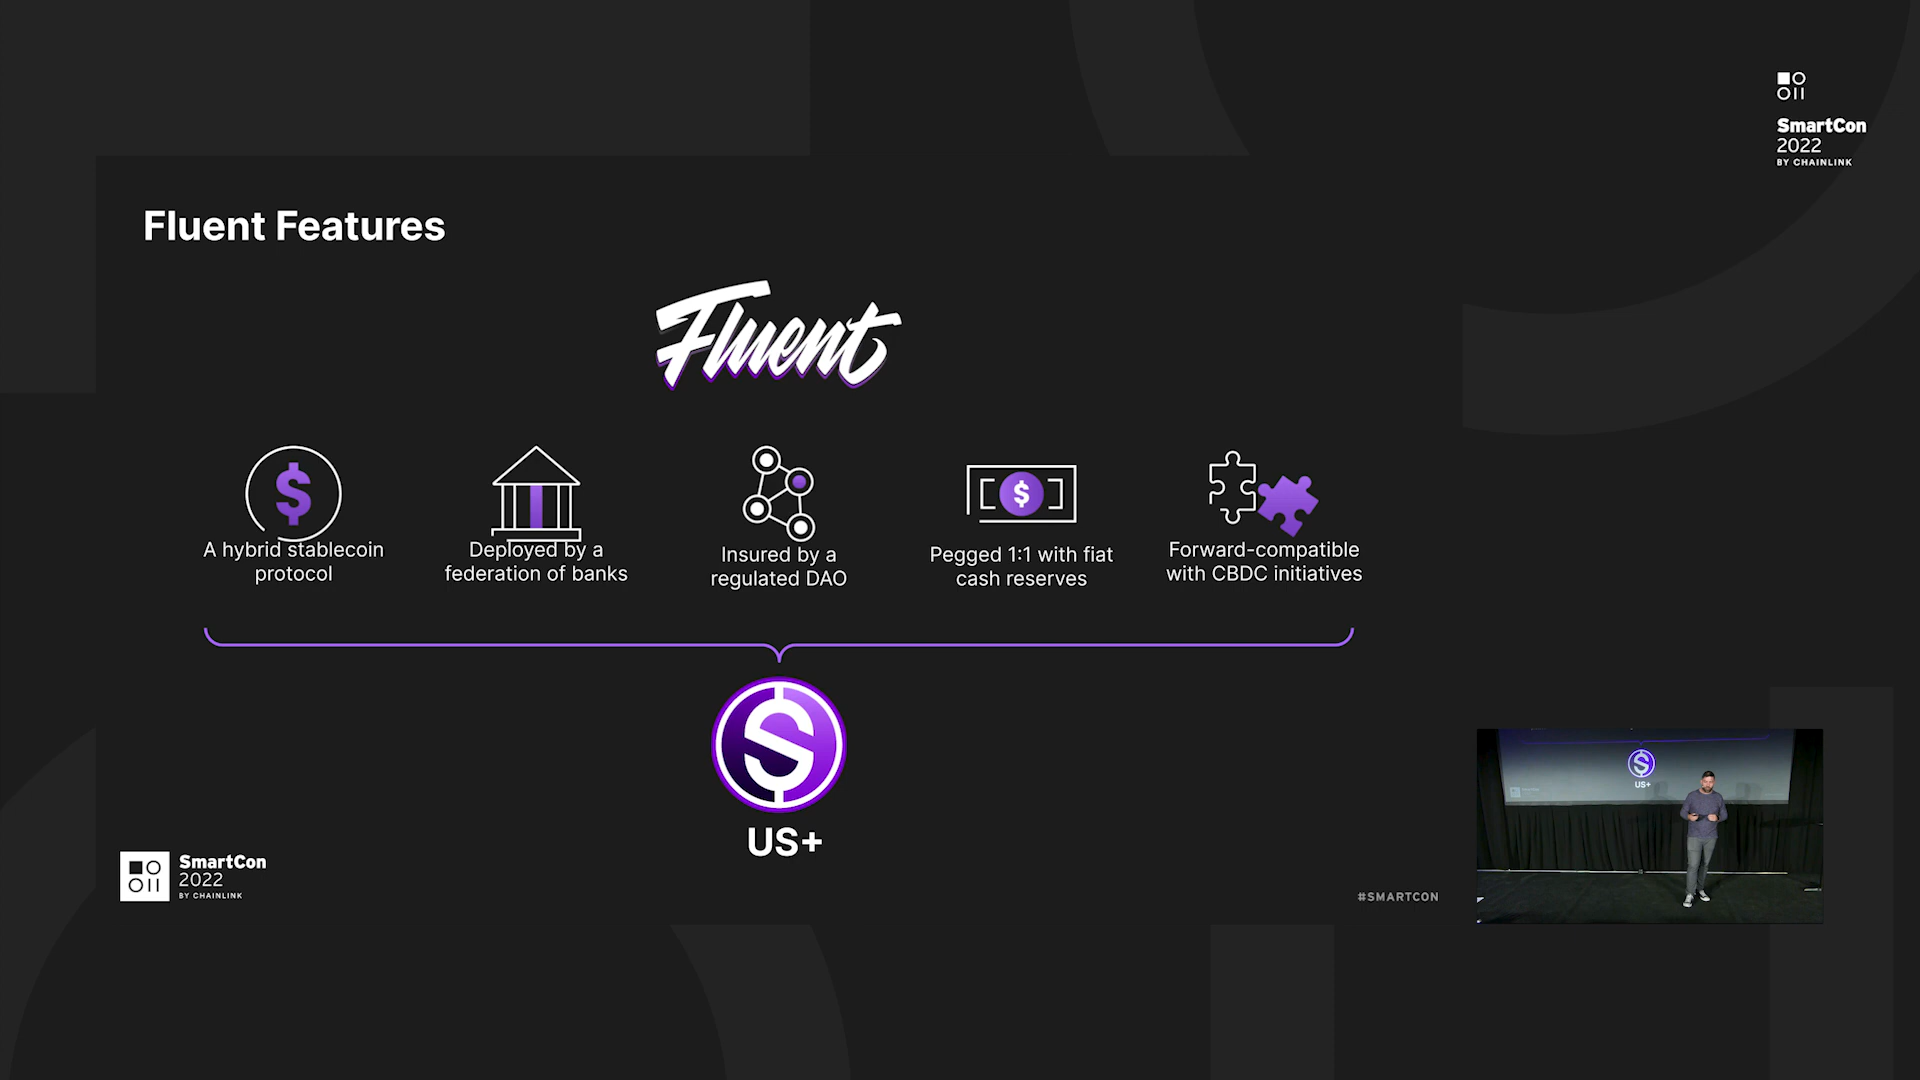 SmartCon
2022
BY CHAINLINK
Fluent Features
Fluent
$
$
A hybrid stablecoin
protocol
Deployed by a
federation of banks
Insured by a
regulated DAO
Pegged 1:1 with fiat
cash reserves
Forward-compatible
with CBDC initiatives
US+
SmartCon
2022
BY CHAINLINK
#SMARTCON
US+